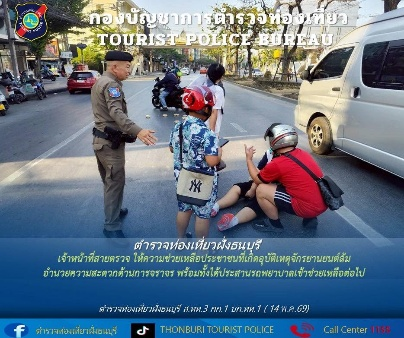 กองบัญชาการตำรวจท่องเที่ยว
TOURIST POLICE BUREAU
NY
ตำรวจท่องเที่ยวฝั่งธนบุรี
เจ้าหน้าที่สายตรวจ ให้ความช่วยเหลือประชาชนที่เกิดอุบัติเหตุจักรยานยนต์ล้ม
อำนวยความสะดวกด้านการจราจร พร้อมทั้งได้ประสานรถพยาบาลเข้าช่วยเหลือต่อไป
ตำรวจท่องเที่ยวฝั่งธนบุรี ส.ทท.3 กก.1 บก.ทท.1 ( 14 พ.ค.69)
ตำรวจท่องเที่ยวฝั่งธนบุรี THONBURI TOURIST POLICE Call Center 1155